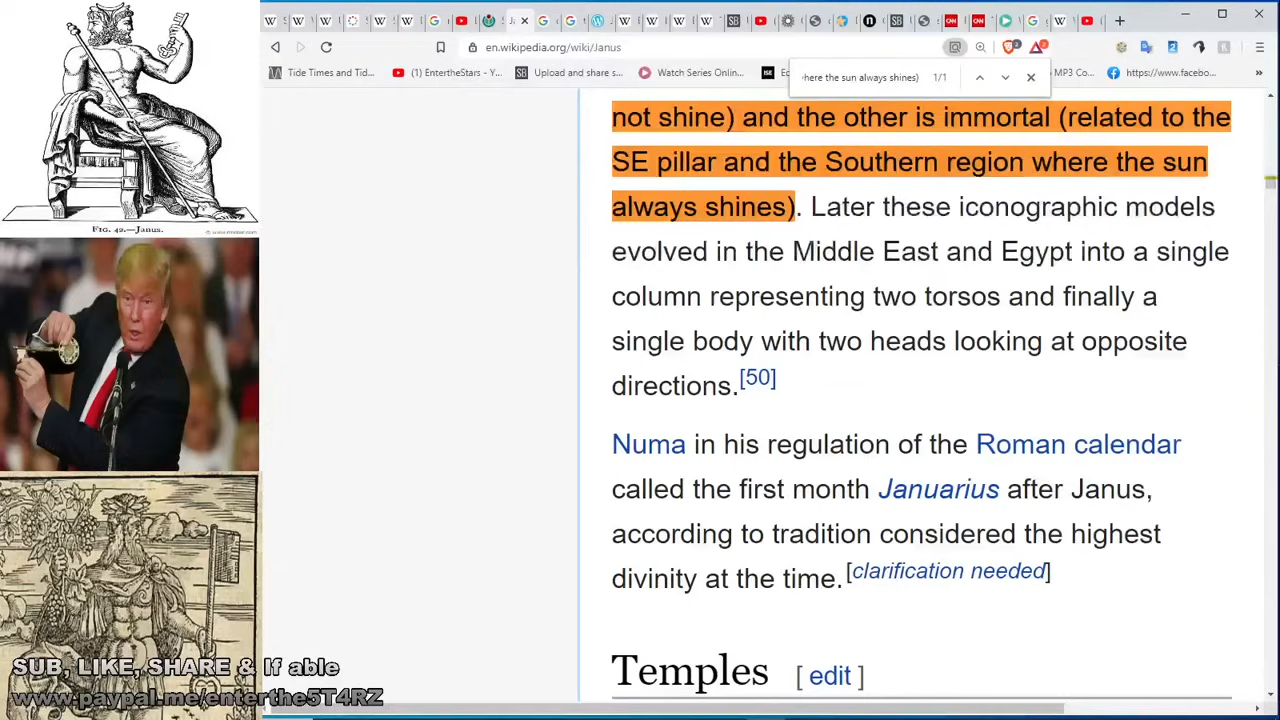 en.wikipedia.org/wiki/Janus
Tide Times and Tid...
(1) EntertheStars - Y...
Upload and share s...
Watch Series Online...
MP3 Co...
https://www.facebo...
here the sun always shines)
1/1
FIG. 49.—Janus.
not shine) and the other is immortal (related to the
SE pillar and the Southern region where the sun
always shines). Later these iconographic models
evolved in the Middle East and Egypt into a single
column representing two torsos and finally a
single body with two heads looking at opposite
directions.[50]
Numa in his regulation of the Roman calendar
called the first month Januarius after Janus,
according to tradition considered the highest
divinity at the time.[clarification needed]
Temples [ edit ]
SUB, LIKE, SHARE & If able
www.paypal.me/enterthe5T4RZ